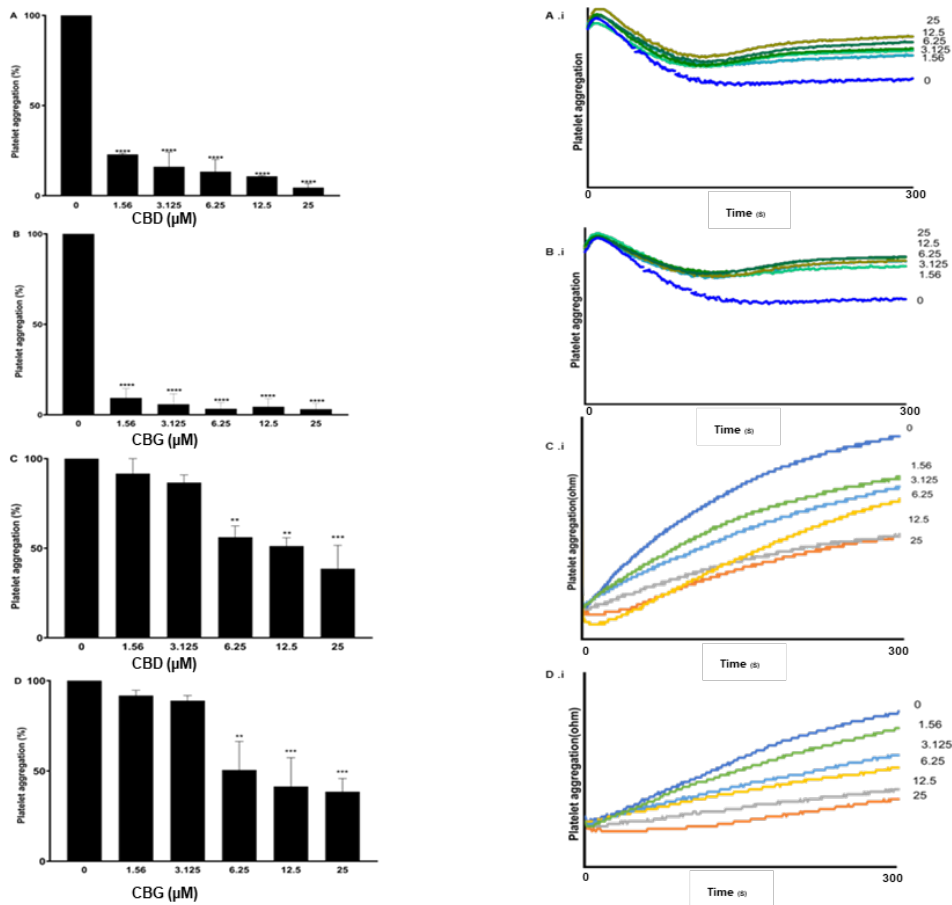 A
100
50
0
Platelet aggregation (%)
0 1.56 3.125 6.25 12.5 25
**** **** **** **** ****
CBD (µM)
A .i
Platelet aggregation
25
12.5
6.25
3.125
1.56
0
0 300
Time (S)
B
100
50
0
Platelet aggregation (%)
0 1.56 3.125 6.25 12.5 25
**** **** **** **** ****
CBG (µM)
B .i
Platelet aggregation
25
12.5
6.25
3.125
1.56
0
0 300
Time (S)
C
100
50
0
Platelet aggregation (%)
0 1.56 3.125 6.25 12.5 25
** ** ***
CBD (µM)
C .i
Platelet aggregation(ohm)
0
1.56
3.125
6.25
12.5
25
0 300
Time (S)
D
100
50
0
Platelet aggregation (%)
0 1.56 3.125 6.25 12.5 25
** *** ***
CBG (µM)
D .i
Platelet aggregation(ohm)
0
1.56
3.125
6.25
12.5
25
0 300
Time (S)